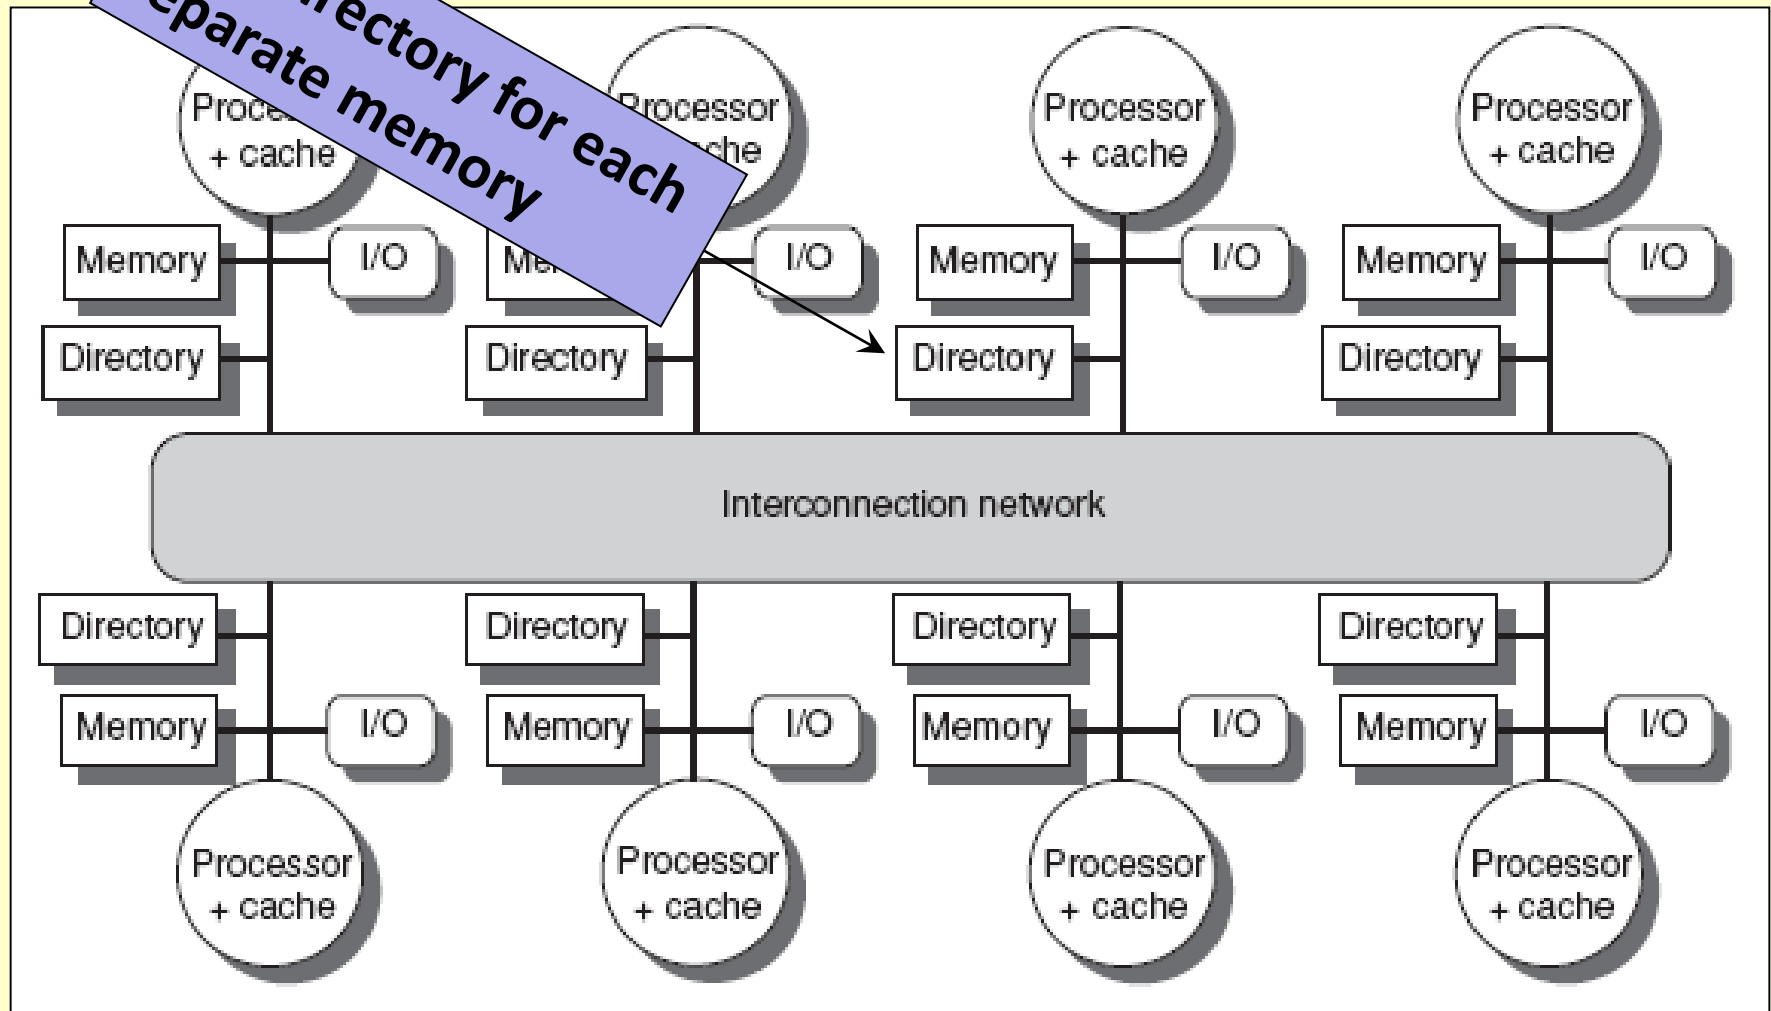 directory for each
separate memory
Processor
+ cache
Processor
cache
Processor
+ cache
Processor
+ cache
Memory
I/O
I/O
Memory
I/O
Memory
I/O
Directory
Directory
Directory
Directory
Interconnection network
Directory
Directory
Directory
Directory
Memory
I/O
Memory
I/O
Memory
I/O
Memory
I/O
Processor
+ cache
Processor
+ cache
Processor
+ cache
Processor
+ cache